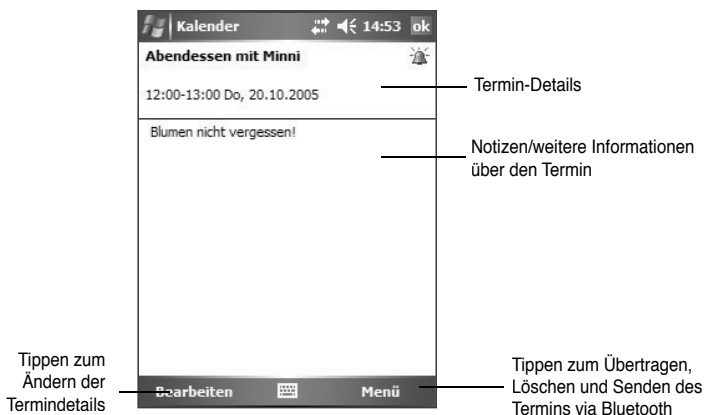 Kalender 14:53 ok
Abendessen mit Minni
12:00-13:00 Do, 20.10.2005
Termin-Details
Blumen nicht vergessen!
Notizen/weitere Informationen
über den Termin
Tippen zum
Ändern der
Termindetails
Bearbeiten Menü
Tippen zum Übertragen,
Löschen und Senden des
Termins via Bluetooth